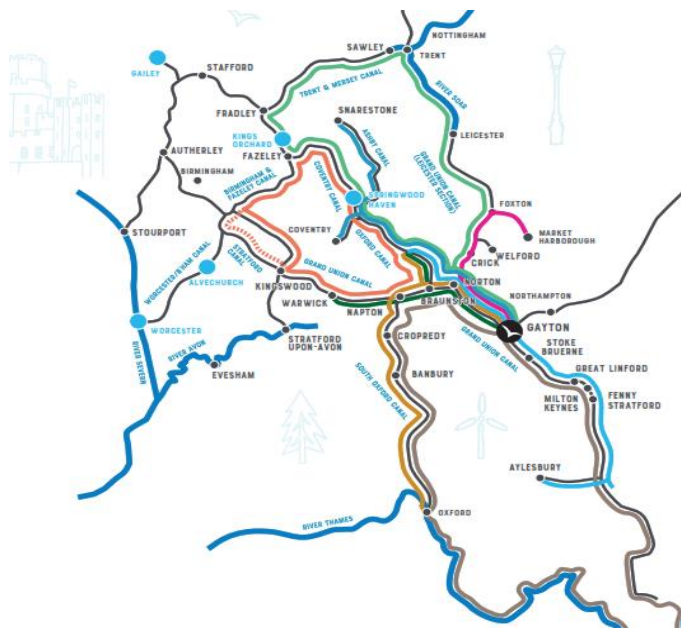 NOTTINGHAM
SAWLEY
TRENT
GAILEY
STAFFORD
TRENT & MERSEY CANAL
RIVER SOAR
FRADLEY
SNARESTONE
KINGS
ORCHARD
ASHBY CANAL
LEICESTER
AUTHERLEY
FAZELEY
BIRMINGHAM
BIRMINGHAM &
FAZELEY CANAL
COVENTRY CANAL
GRAND UNION CANAL
(LEICESTER SECTION)
SPRINGWOOD
HAVEN
FOXTON
STOURPORT
COVENTRY
OXFORD CANAL
MARKET
HARBOROUGH
WORCESTER/B'HAM CANAL
STRATFORD
CANAL
WELFORD
CRICK
ALVECHURCH
KINGSWOOD
GRAND UNION CANAL
NORTON
WARWICK
NAPTON
BRAUNSTON
NORTHAMPTON
WORCESTER
GAYTON
CROPREDY
GRAND UNION CANAL
STOKE
BRUERNE
RIVER SEVERN
RIVER AVON
STRATFORD
UPON-AVON
EVESHAM
BANBURY
GREAT LINFORD
SOUTH OXFORD CANAL
MILTON
KEYNES
FENNY
STRATFORD
AYLESBURY
OXFORD
RIVER THAMES